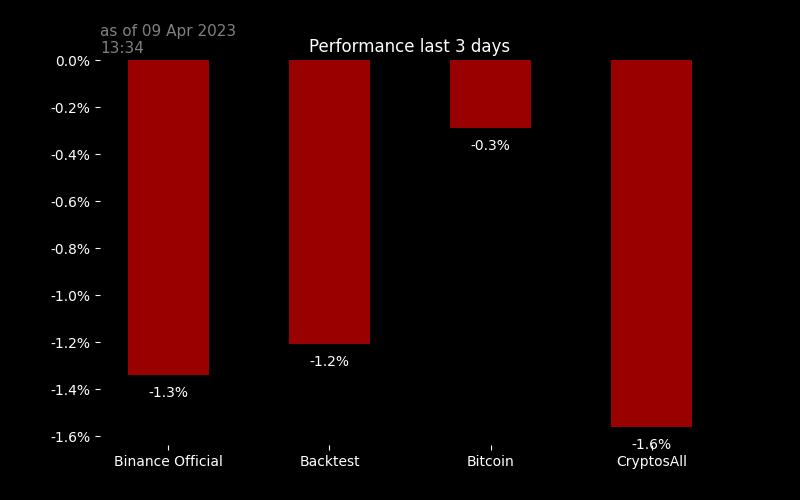 as of 09 Apr 2023
13:34
Performance last 3 days
0.0%
-0.2%
-0.4%
-0.6%
-0.8%
-1.0%
-1.2%
-1.4%
-1.6%
-1.3%
-1.2%
-0.3%
-1.6%
Binance Official
Backtest
Bitcoin
CryptosAll